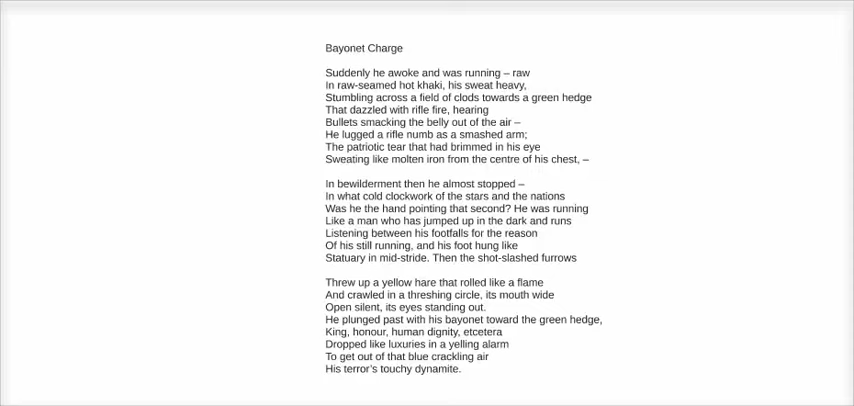 Bayonet Charge
Suddenly he awoke and was running – raw
In raw-seamed hot khaki, his sweat heavy,
Stumbling across a field of clods towards a green hedge
That dazzled with rifle fire, hearing
Bullets smacking the belly out of the air –
He lugged a rifle numb as a smashed arm;
The patriotic tear that had brimmed in his eye
Sweating like molten iron from the centre of his chest, –
In bewilderment then he almost stopped –
In what cold clockwork of the stars and the nations
Was he the hand pointing that second? He was running
Like a man who has jumped up in the dark and runs
Listening between his footfalls for the reason
Of his still running, and his foot hung like
Statuary in mid-stride. Then the shot-slashed furrows
Threw up a yellow hare that rolled like a flame
And crawled in a threshing circle, its mouth wide
Open silent, its eyes standing out.
He plunged past with his bayonet toward the green hedge,
King, honour, human dignity, etcetera
Dropped like luxuries in a yelling alarm
To get out of that blue crackling air
His terror's touchy dynamite.